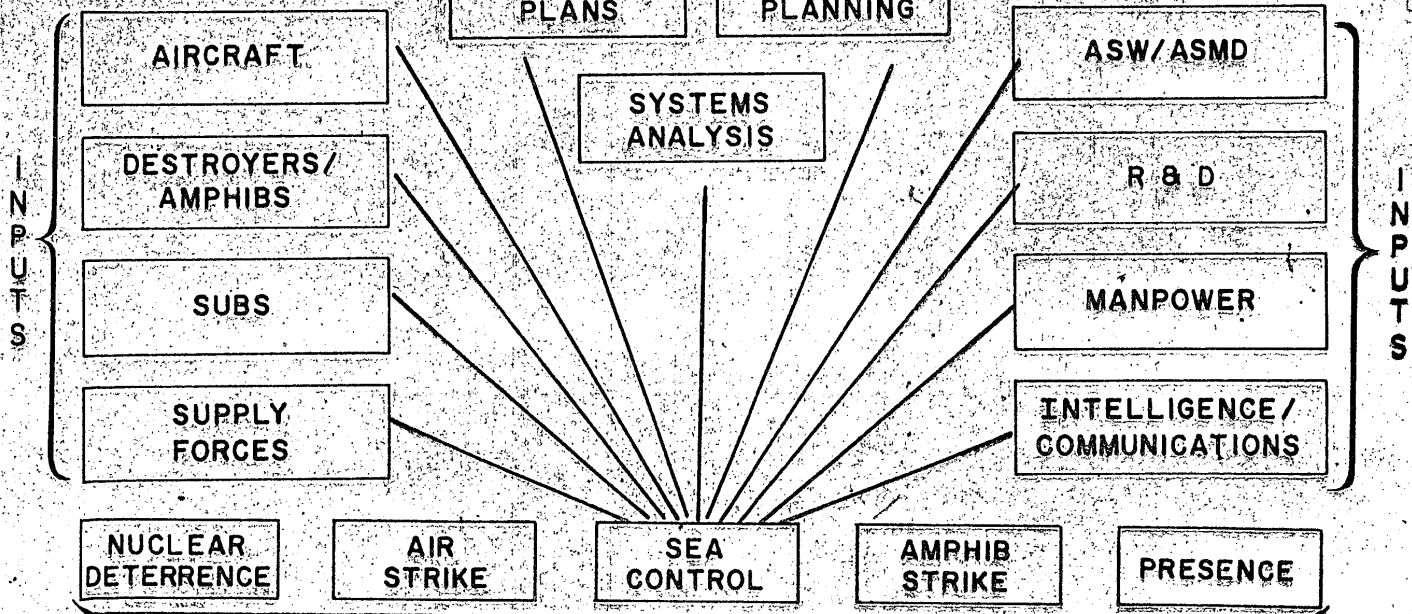 PLANS
PLANNING
AIRCRAFT
ASW/ASMD
SYSTEMS
ANALYSIS
DESTROYERS/
AMPHIBS
R & D
INPUTS
INPUTS
SUBS
MANPOWER
SUPPLY
FORCES
INTELLIGENCE/
COMMUNICATIONS
NUCLEAR
DETERRENCE
AIR
STRIKE
SEA
CONTROL
AMPHIB
STRIKE
PRESENCE